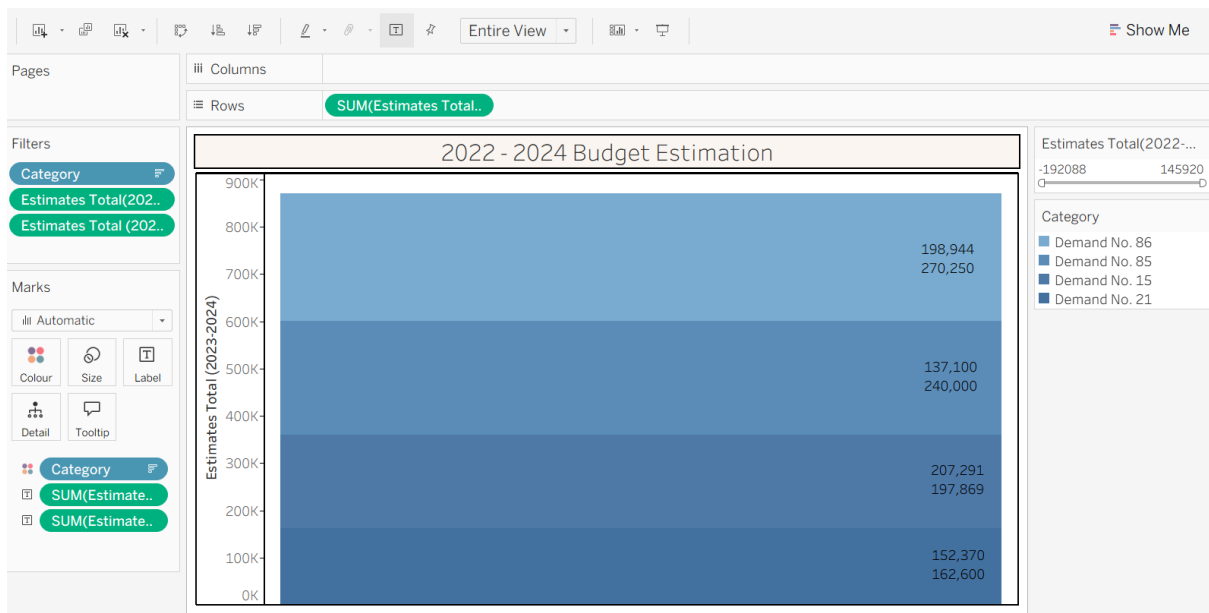 Entire View
Show Me
Pages
Columns
Rows
SUM(Estimates Total..
Filters
Category
Estimates Total(202..
Estimates Total (202..
Marks
Automatic
Colour
Size
Label
Detail
Tooltip
Category
SUM(Estimate..
SUM(Estimate..
2022 - 2024 Budget Estimation
Estimates Total (2023-2024)
900K
800K
700K
600K
500K
400K
300K
200K
100K
0K
198,944
270,250
137,100
240,000
207,291
197,869
152,370
162,600
Estimates Total(2022-...
-192088 145920
Category
Demand No. 86
Demand No. 85
Demand No. 15
Demand No. 21